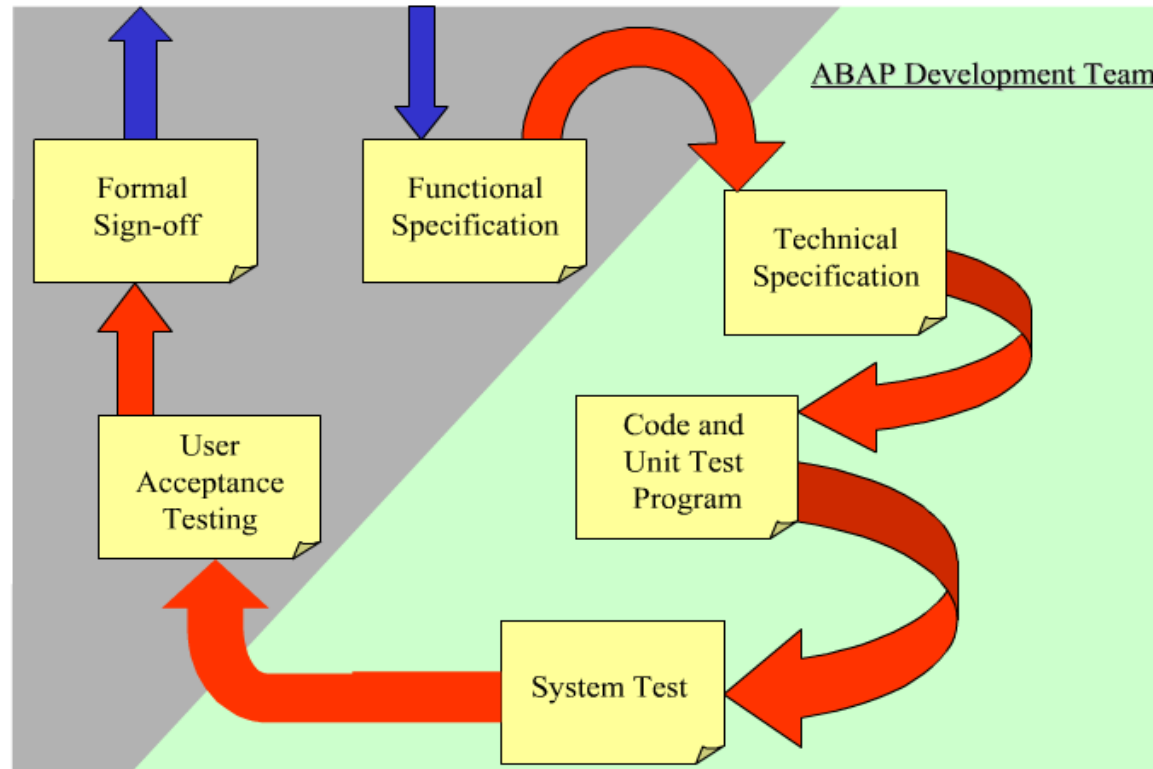 ABAP Development Team
Formal
Sign-off
Functional
Specification
Technical
Specification
Code and
Unit Test
Program
User
Acceptance
Testing
System Test